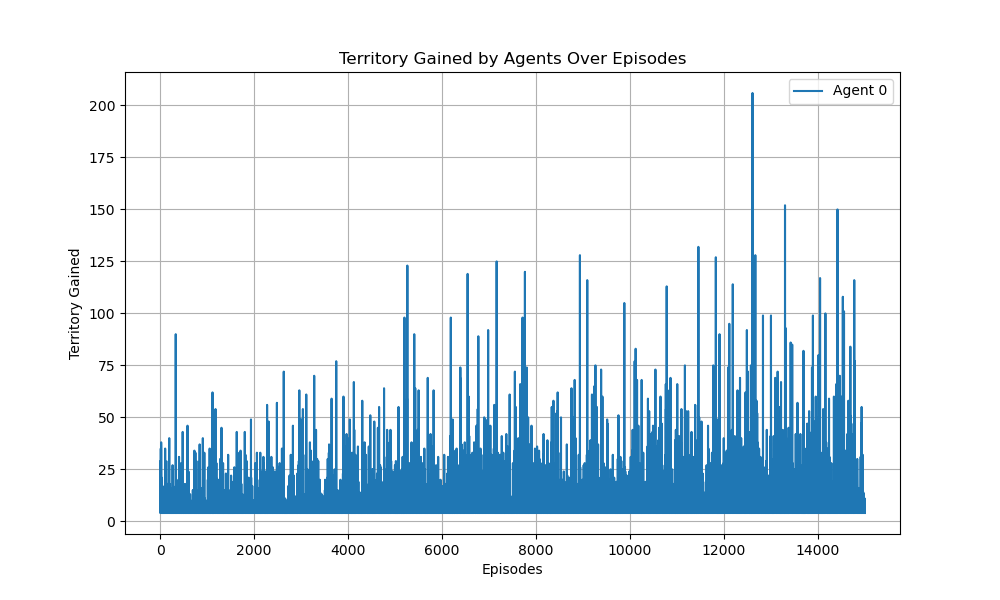 Territory Gained by Agents Over Episodes
Agent 0
Territory Gained
200
175
150
125
100
75
50
25
0
0 2000 4000 6000 8000 10000 12000 14000
Episodes